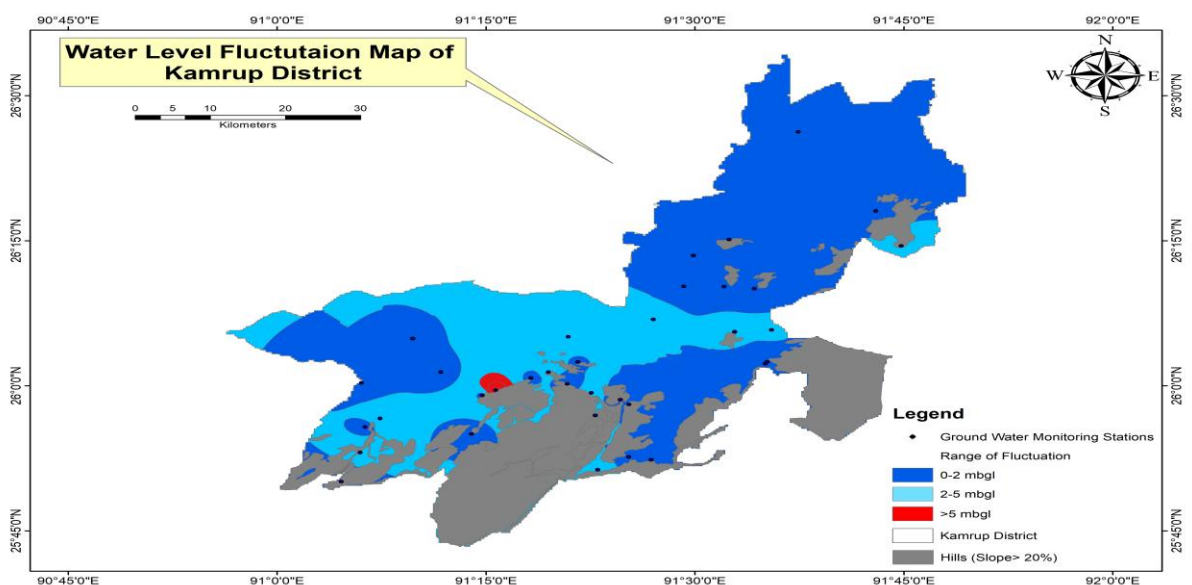 90°45'0"E 91°0'0"E 91°15'0"E 91°30'0"E 91°45'0"E 92°0'0"E
Water Level Fluctutaion Map of
Kamrup District
N
W E
S
26°30'0"N 26°30'0"N
0 5 10 20 30
Kilometers
26°15'0"N 26°15'0"N
26°0'0"N 26°0'0"N
Legend
Ground Water Monitoring Stations
Range of Fluctuation
0-2 mbgl
2-5 mbgl
>5 mbgl
Kamrup District
Hills (Slope> 20%)
25°45'0"N 25°45'0"N
90°45'0"E 91°0'0"E 91°15'0"E 91°30'0"E 91°45'0"E 92°0'0"E